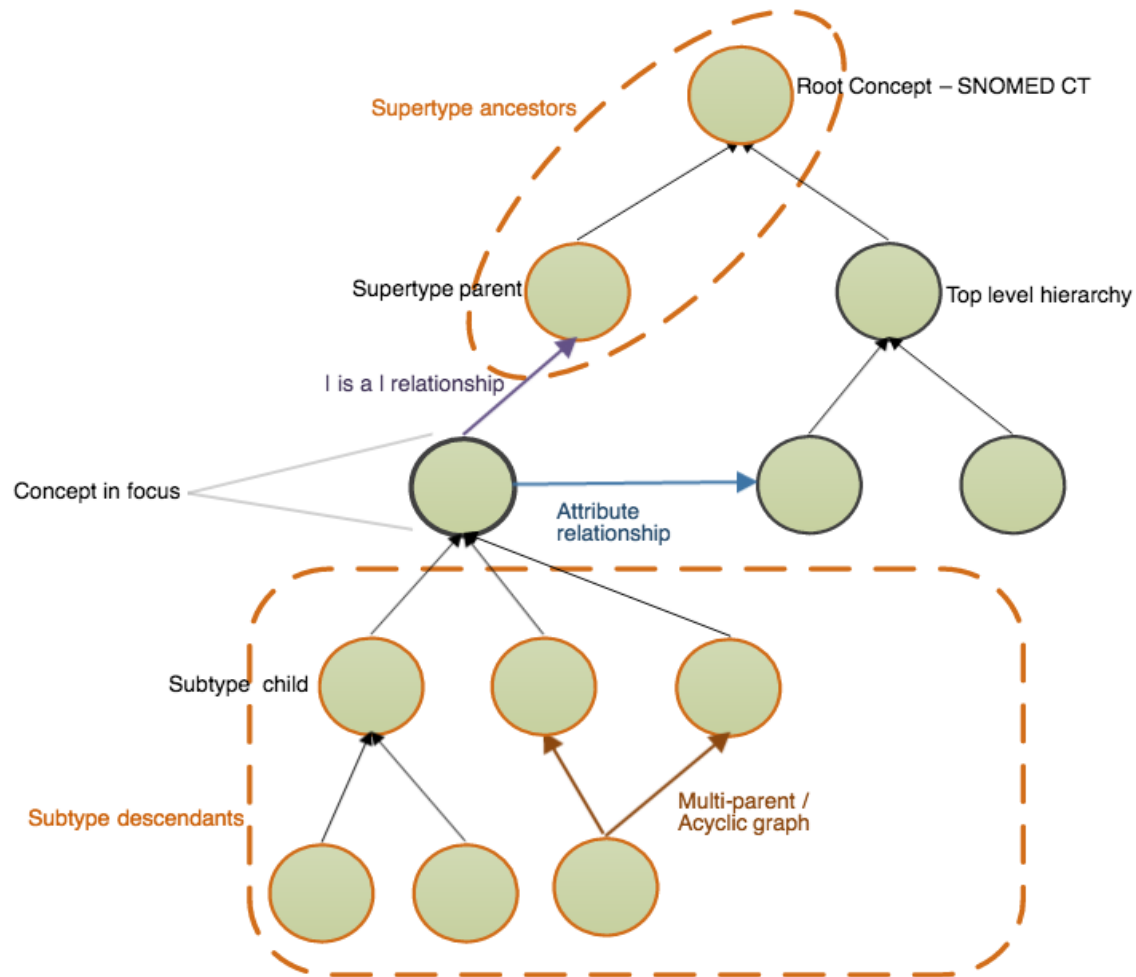 Root Concept – SNOMED CT
Supertype ancestors
Supertype parent
Top level hierarchy
I is a I relationship
Concept in focus
Attribute
relationship
Subtype child
Multi-parent /
Acyclic graph
Subtype descendants